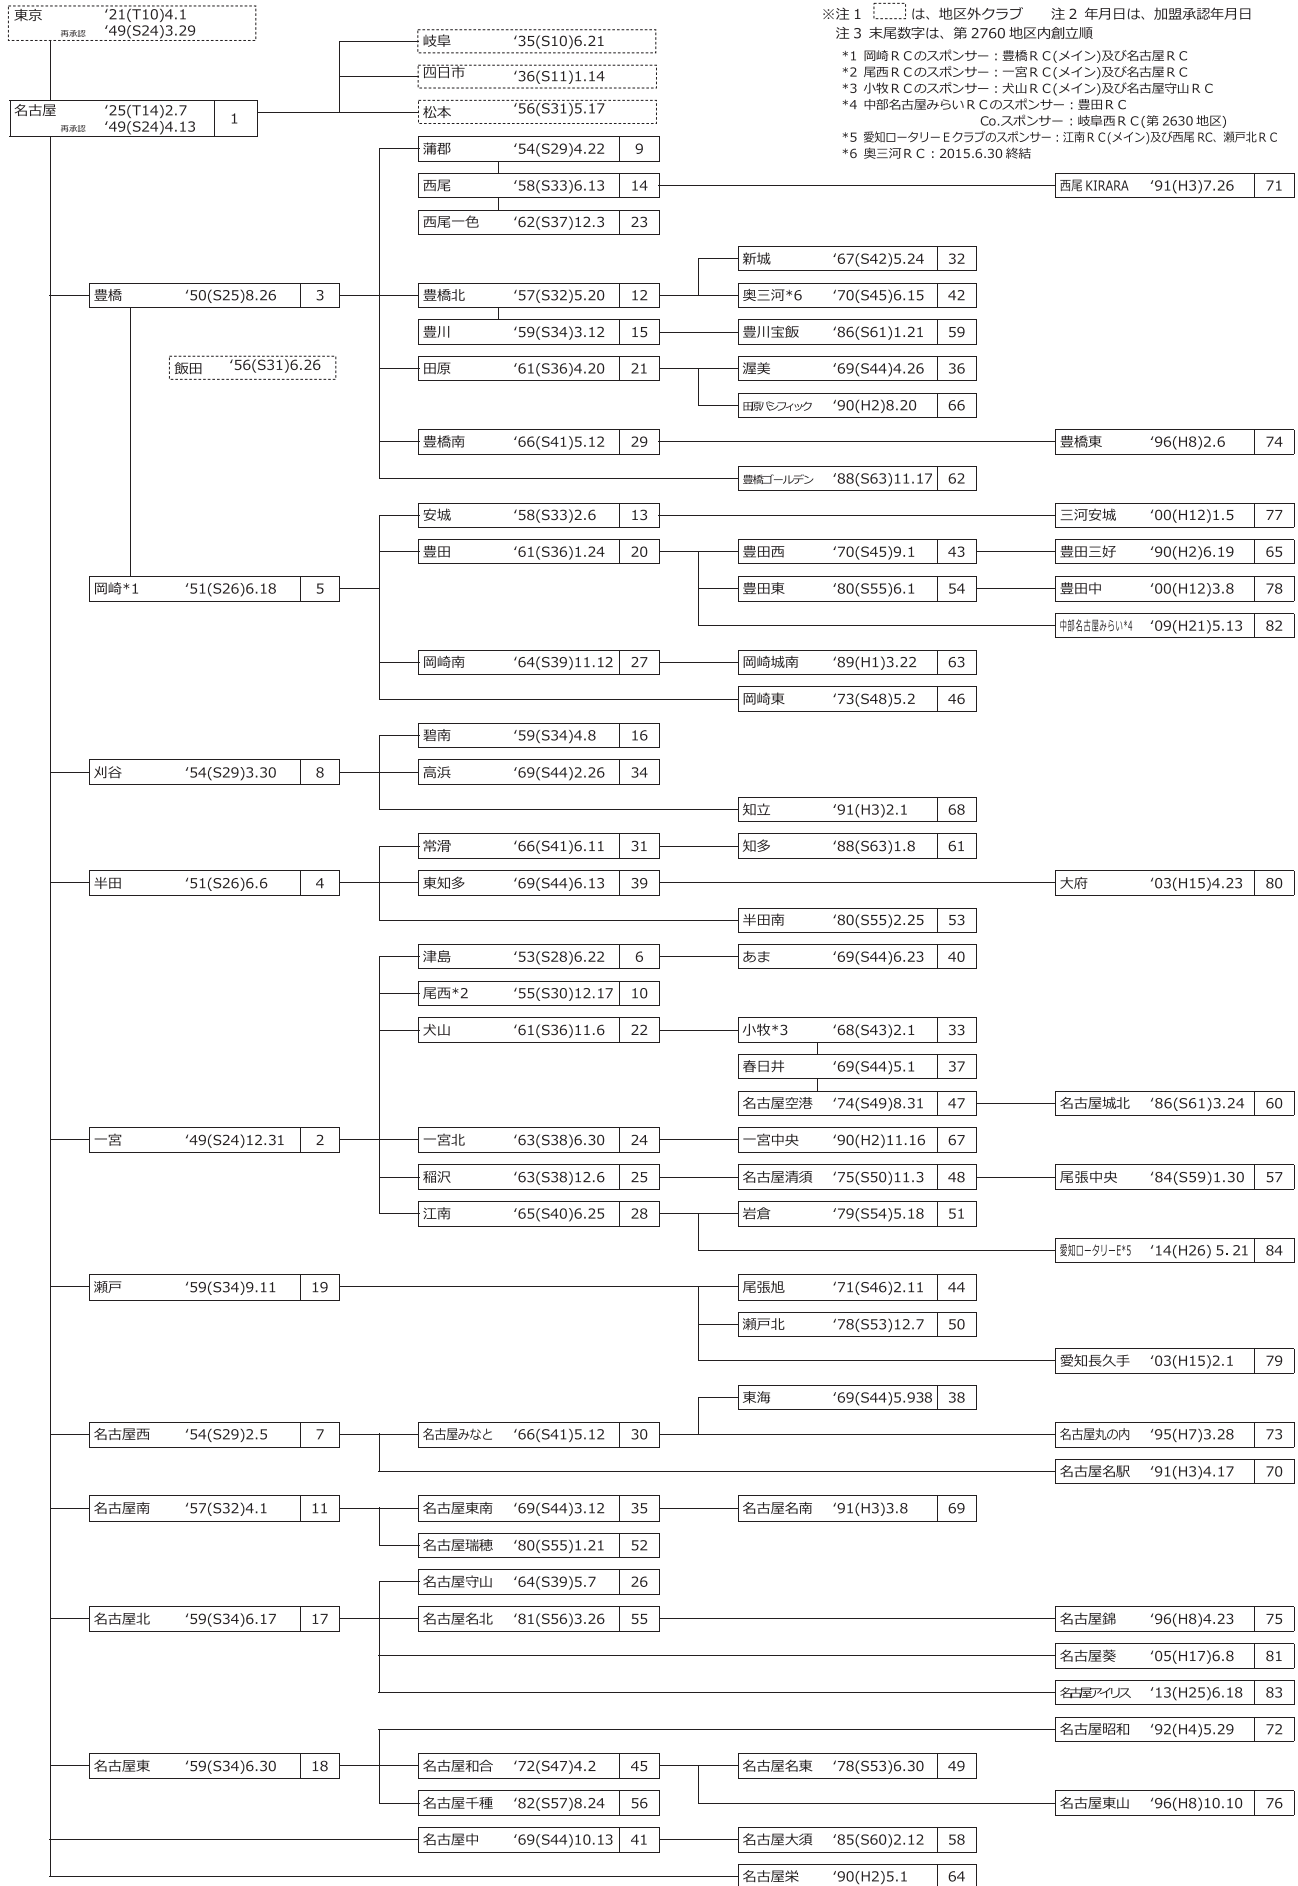 東京 '21(T10)4.1
再承認 '49(S24)3.29
※注1 は、地区外クラブ 注2 年月日は、加盟承認年月日
注3 末尾数字は、第2760地区内創立順
*1 岡崎RCのスポンサー：豊橋RC(メイン)及び名古屋RC
*2 尾西RCのスポンサー：一宮RC(メイン)及び名古屋RC
*3 小牧RCのスポンサー：犬山RC(メイン)及び名古屋守山RC
*4 中部名古屋みらいRCのスポンサー：豊田RC
Co.スポンサー：岐阜西RC(第2630地区)
*5 愛知ロータリーEクラブのスポンサー：江南RC(メイン)及び西尾RC、瀬戸北RC
*6 奥三河RC：2015.6.30終結
岐阜 '35(S10)6.21
四日市 '36(S11)1.14
名古屋 '25(T14)2.7 1
再承認 '49(S24)4.13
松本 '56(S31)5.17
蒲郡 '54(S29)4.22 9
西尾 '58(S33)6.13 14
西尾KIRARA '91(H3)7.26 71
西尾一色 '62(S37)12.3 23
新城 '67(S42)5.24 32
豊橋 '50(S25)8.26 3
豊橋北 '57(S32)5.20 12
奥三河*6 '70(S45)6.15 42
豊川 '59(S34)3.12 15
豊川宝飯 '86(S61)1.21 59
飯田 '56(S31)6.26
田原 '61(S36)4.20 21
渥美 '69(S44)4.26 36
田原パシフィック '90(H2)8.20 66
豊橋南 '66(S41)5.12 29
豊橋東 '96(H8)2.6 74
豊橋ゴールデン '88(S63)11.17 62
安城 '58(S33)2.6 13
三河安城 '00(H12)1.5 77
豊田 '61(S36)1.24 20
豊田西 '70(S45)9.1 43
豊田三好 '90(H2)6.19 65
岡崎*1 '51(S26)6.18 5
豊田東 '80(S55)6.1 54
豊田中 '00(H12)3.8 78
中部名古屋みらい*4 '09(H21)5.13 82
岡崎南 '64(S39)11.12 27
岡崎城南 '89(H1)3.22 63
岡崎東 '73(S48)5.2 46
碧南 '59(S34)4.8 16
刈谷 '54(S29)3.30 8
高浜 '69(S44)2.26 34
知立 '91(H3)2.1 68
常滑 '66(S41)6.11 31
知多 '88(S63)1.8 61
半田 '51(S26)6.6 4
東知多 '69(S44)6.13 39
大府 '03(H15)4.23 80
半田南 '80(S55)2.25 53
津島 '53(S28)6.22 6
あま '69(S44)6.23 40
尾西*2 '55(S30)12.17 10
犬山 '61(S36)11.6 22
小牧*3 '68(S43)2.1 33
春日井 '69(S44)5.1 37
名古屋空港 '74(S49)8.31 47
名古屋城北 '86(S61)3.24 60
一宮 '49(S24)12.31 2
一宮北 '63(S38)6.30 24
一宮中央 '90(H2)11.16 67
稲沢 '63(S38)12.6 25
名古屋清須 '75(S50)11.3 48
尾張中央 '84(S59)1.30 57
江南 '65(S40)6.25 28
岩倉 '79(S54)5.18 51
愛知ロータリーE*5 '14(H26) 5. 21 84
瀬戸 '59(S34)9.11 19
尾張旭 '71(S46)2.11 44
瀬戸北 '78(S53)12.7 50
愛知長久手 '03(H15)2.1 79
東海 '69(S44)5.938 38
名古屋西 '54(S29)2.5 7
名古屋みなと '66(S41)5.12 30
名古屋丸の内 '95(H7)3.28 73
名古屋名駅 '91(H3)4.17 70
名古屋南 '57(S32)4.1 11
名古屋東南 '69(S44)3.12 35
名古屋名南 '91(H3)3.8 69
名古屋瑞穂 '80(S55)1.21 52
名古屋守山 '64(S39)5.7 26
名古屋北 '59(S34)6.17 17
名古屋名北 '81(S56)3.26 55
名古屋錦 '96(H8)4.23 75
名古屋葵 '05(H17)6.8 81
名古屋アイリス '13(H25)6.18 83
名古屋昭和 '92(H4)5.29 72
名古屋東 '59(S34)6.30 18
名古屋和合 '72(S47)4.2 45
名古屋名東 '78(S53)6.30 49
名古屋千種 '82(S57)8.24 56
名古屋東山 '96(H8)10.10 76
名古屋中 '69(S44)10.13 41
名古屋大須 '85(S60)2.12 58
名古屋栄 '90(H2)5.1 64